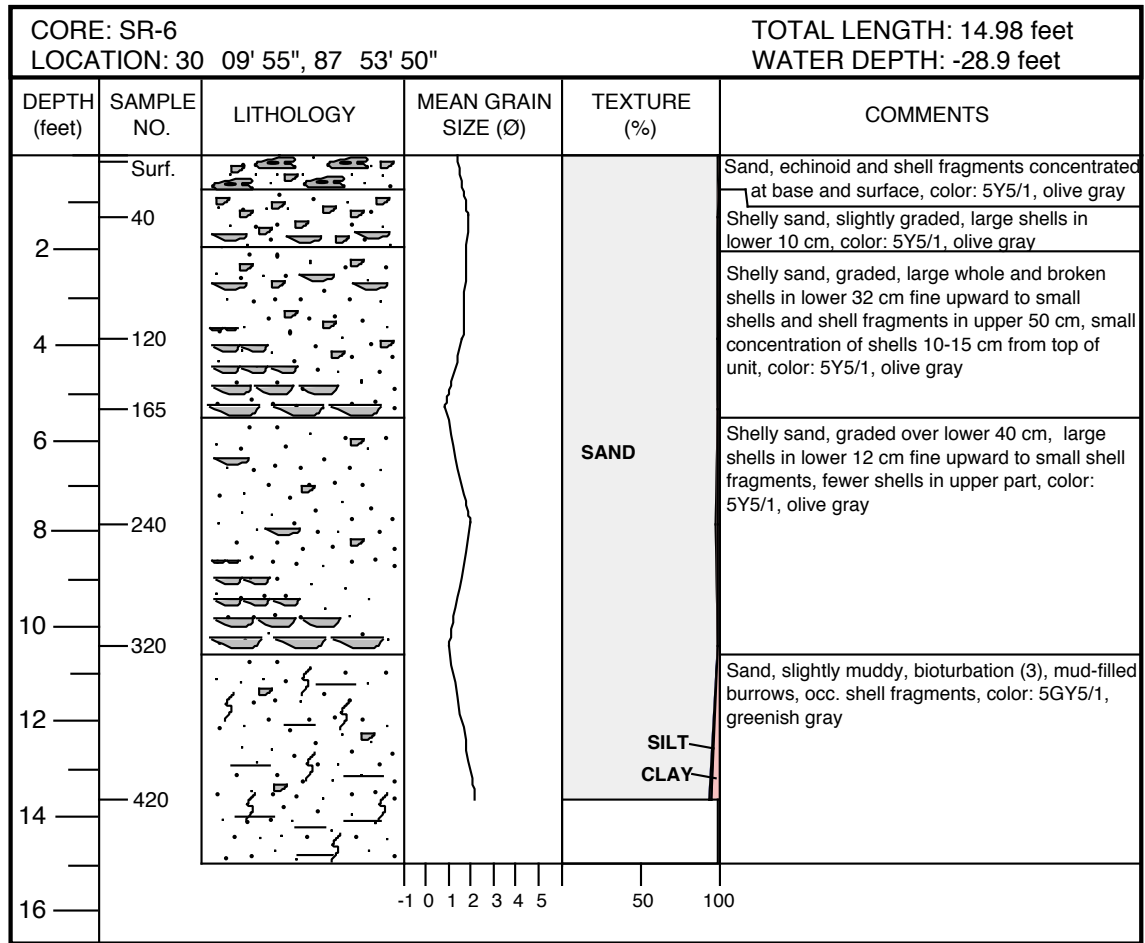 CORE: SR-6
LOCATION: 30 09' 55", 87 53' 50"
TOTAL LENGTH: 14.98 feet
WATER DEPTH: -28.9 feet
DEPTH
(feet)
SAMPLE
NO.
LITHOLOGY
MEAN GRAIN
SIZE (Ø)
TEXTURE
(%)
COMMENTS
2
4
6
8
10
12
14
16
Surf.
40
120
165
240
320
420
-1 0 1 2 3 4 5
SAND
SILT
CLAY
50 100
Sand, echinoid and shell fragments concentrated
at base and surface, color: 5Y5/1, olive gray
Shelly sand, slightly graded, large shells in
lower 10 cm, color: 5Y5/1, olive gray
Shelly sand, graded, large whole and broken
shells in lower 32 cm fine upward to small
shells and shell fragments in upper 50 cm, small
concentration of shells 10-15 cm from top of
unit, color: 5Y5/1, olive gray
Shelly sand, graded over lower 40 cm, large
shells in lower 12 cm fine upward to small shell
fragments, fewer shells in upper part, color:
5Y5/1, olive gray
Sand, slightly muddy, bioturbation (3), mud-filled
burrows, occ. shell fragments, color: 5GY5/1,
greenish gray